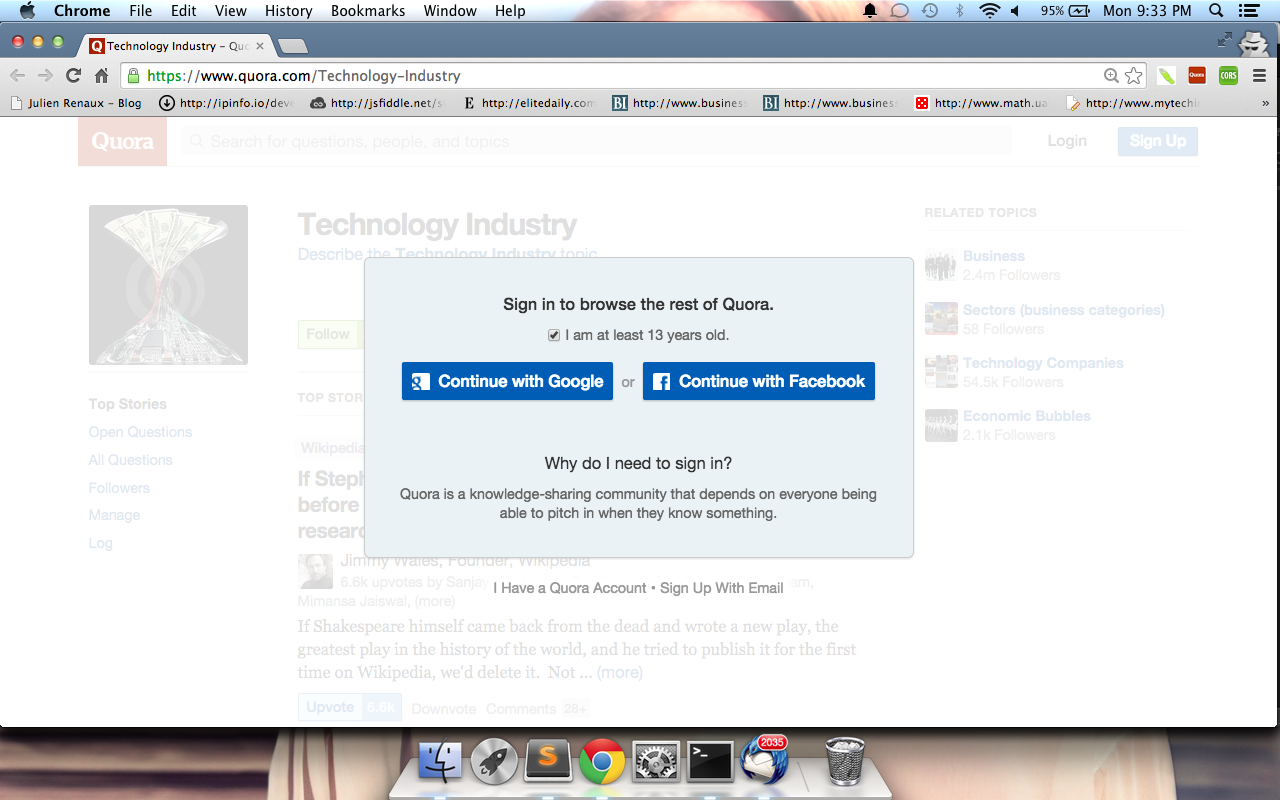 Chrome File Edit View History Bookmarks Window Help 95% Mon 9:33 PM
Technology Industry – Quo
https://www.quora.com/Technology-Industry Quora CORS
Julien Renaux – Blog http://ipinfo.io/deve http://jsfiddle.net/s E http://elitedaily.com BI http://www.business BI http://www.business http://www.math.ua http://www.mytechi »
Quora Search for questions, people, and topics Login Sign Up
Technology Industry
Describe the Technology Industry topic
Follow
RELATED TOPICS
Business
2.4m Followers
Sectors (business categories)
58 Followers
Technology Companies
54.5k Followers
Economic Bubbles
2.1k Followers
Sign in to browse the rest of Quora.
I am at least 13 years old.
Continue with Google or Continue with Facebook
Why do I need to sign in?
Quora is a knowledge-sharing community that depends on everyone being
able to pitch in when they know something.
I Have a Quora Account • Sign Up With Email
Top Stories
Open Questions
All Questions
Followers
Manage
Log
TOP STOR
Wikipedia
If Steph
before
researc
Jimmy Wales, Founder, Wikipedia
6.6k upvotes by Sanjay am,
Mimansa Jaiswal, (more)
If Shakespeare himself came back from the dead and wrote a new play, the
greatest play in the history of the world, and he tried to publish it for the first
time on Wikipedia, we'd delete it. Not ... (more)
Upvote 6.6k Downvote Comments 28+
S >_ 2035